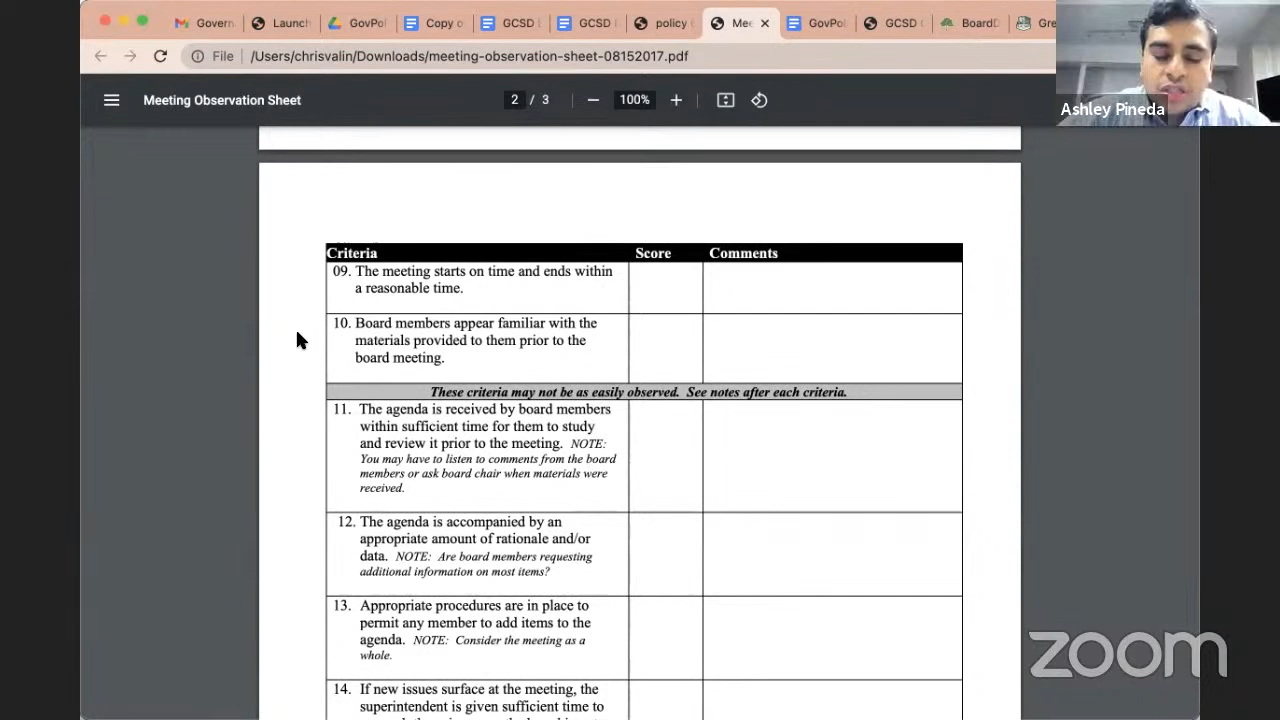 Govern
Launch
GovPol
Copy o
GCSD
GCSD
policy
Mee
GovPol
GCSD
BoardD
Gre
File /Users/chrisvalin/Downloads/meeting-observation-sheet-08152017.pdf
Meeting Observation Sheet
2 / 3
100%
Ashley Pineda
Criteria Score Comments
09. The meeting starts on time and ends within
a reasonable time.
10. Board members appear familiar with the
materials provided to them prior to the
board meeting.
These criteria may not be as easily observed. See notes after each criteria.
11. The agenda is received by board members
within sufficient time for them to study
and review it prior to the meeting. NOTE:
You may have to listen to comments from the board
members or ask board chair when materials were
received.
12. The agenda is accompanied by an
appropriate amount of rationale and/or
data. NOTE: Are board members requesting
additional information on most items?
13. Appropriate procedures are in place to
permit any member to add items to the
agenda. NOTE: Consider the meeting as a
whole.
14. If new issues surface at the meeting, the
superintendent is given sufficient time to
zoom